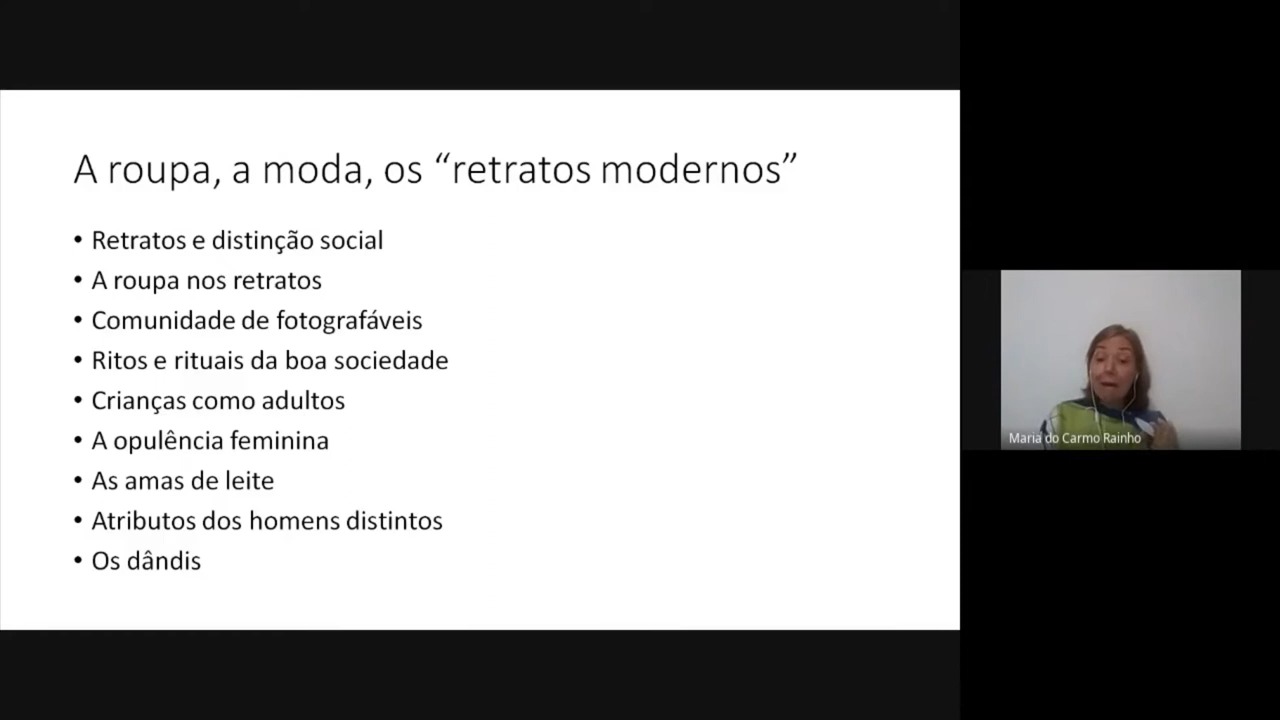 A roupa, a moda, os “retratos modernos”
• Retratos e distinção social
• A roupa nos retratos
• Comunidade de fotografáveis
• Ritos e rituais da boa sociedade
• Crianças como adultos
• A opulência feminina
• As amas de leite
• Atributos dos homens distintos
• Os dândis
Maria do Carmo Rainho